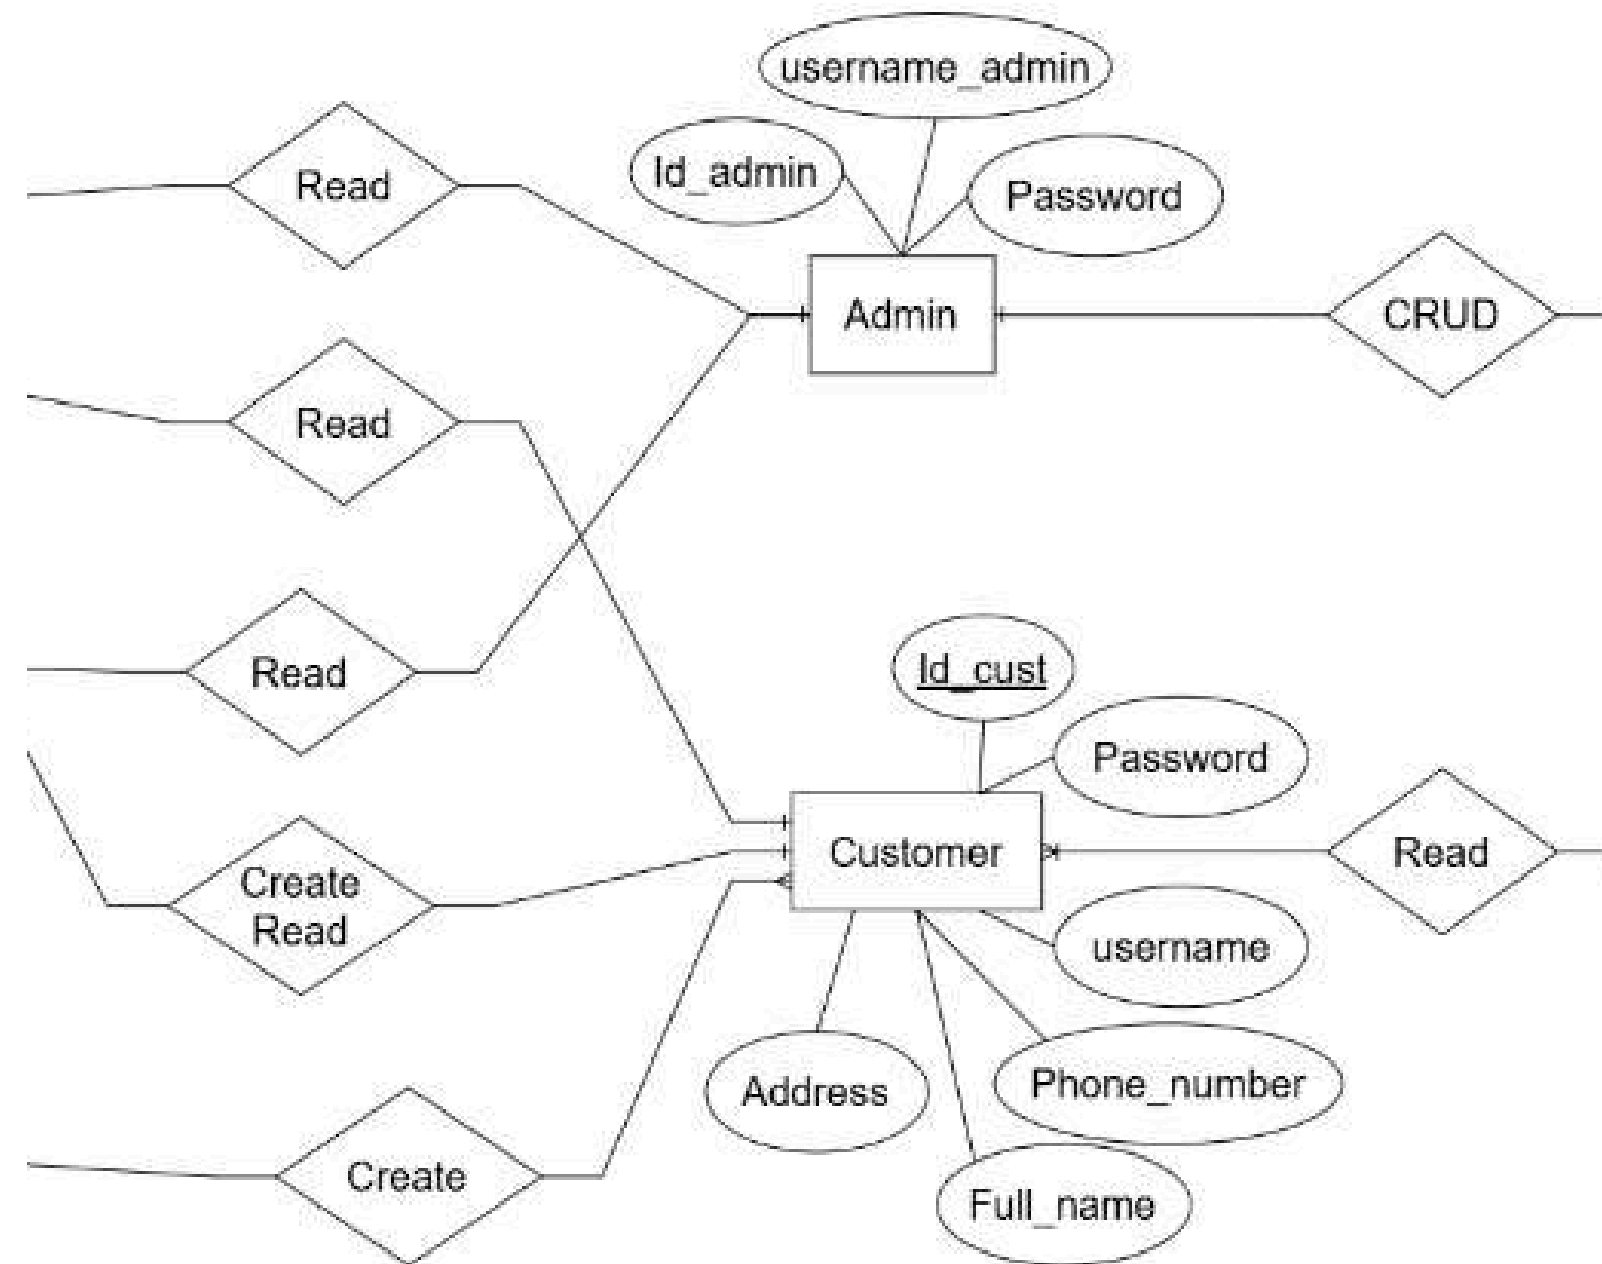 username_admin
Id_admin
Password
Read
Admin
CRUD
Read
Read
Id_cust
Password
Customer
Read
Create
Read
username
Address
Phone_number
Create
Full_name